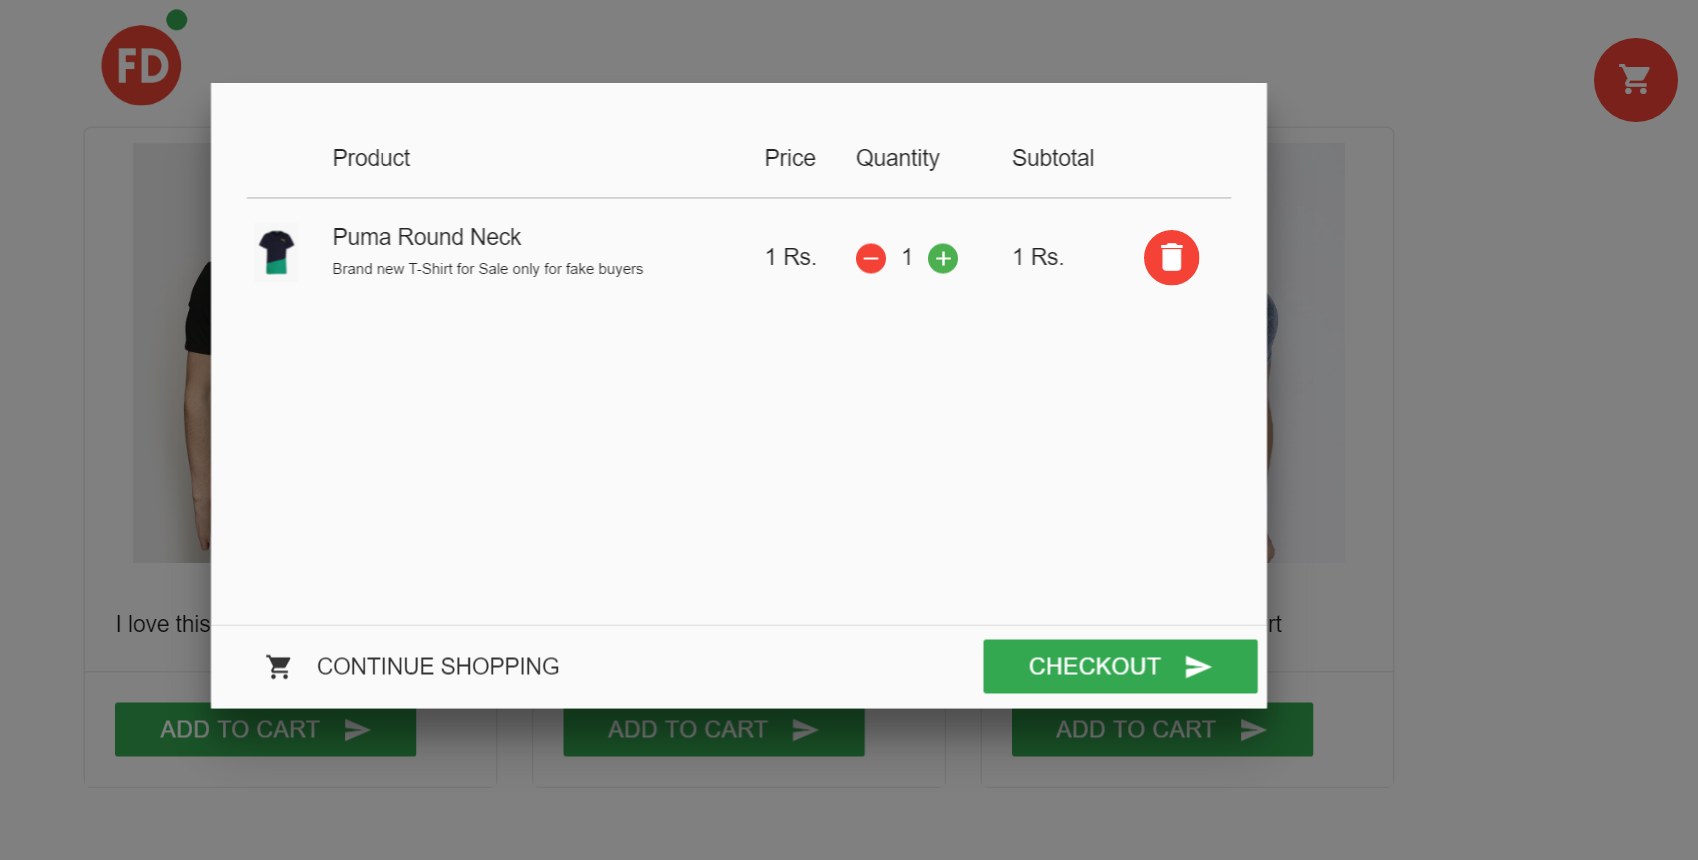 FD
Product Price Quantity Subtotal
Puma Round Neck
Brand new T-Shirt for Sale only for fake buyers
1 Rs. 1 1 Rs.
I love this
rt
CONTINUE SHOPPING CHECKOUT
ADD TO CART ADD TO CART ADD TO CART